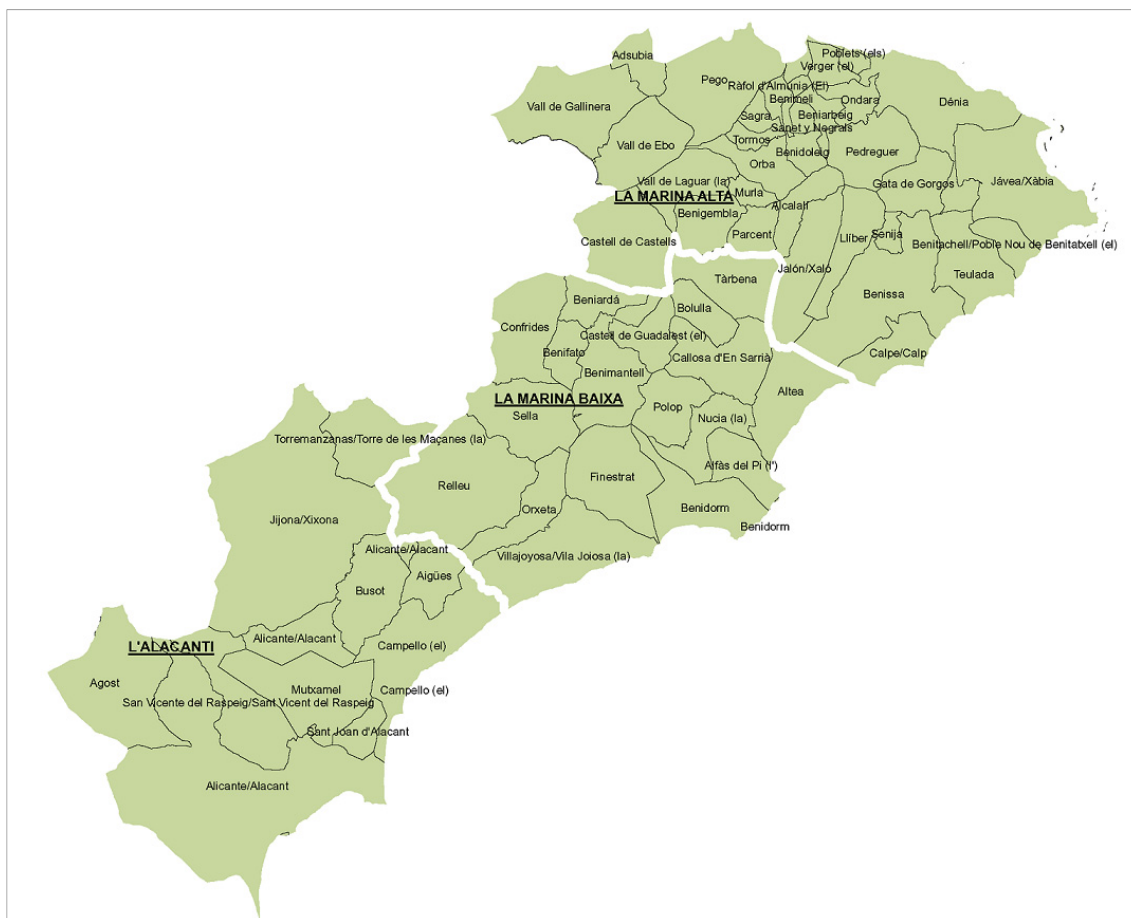 Adsubia
Poblets (els)
Verger (el)
Pego
Ràfol d'Almúnia (El)
Vall de Gallinera
Benimeli
Ondara
Dénia
Sagra
Beniarbeig
Sanet y Negrals
Tormos
Vall de Ebo
Benidoleig
Pedreguer
Orba
Vall de Laguar (la)
Gata de Gorgos
Jávea/Xàbia
Murla
LA MARINA ALTA
Alcalalí
Benigembla
Parcent
Llíber
Senija
Castell de Castells
Benitachell/Poble Nou de Benitatxell (el)
Jalón/Xaló
Teulada
Tàrbena
Benissa
Beniardá
Bolulla
Confrides
Castell de Guadalest (el)
Benifato
Callosa d'En Sarrià
Calpe/Calp
Benimantell
Altea
LA MARINA BAIXA
Polop
Sella
Nucia (la)
Torremanzanas/Torre de les Maçanes (la)
Alfàs del Pi (l')
Finestrat
Relleu
Orxeta
Benidorm
Benidorm
Jijona/Xixona
Alicante/Alacant
Villajoyosa/Vila Joiosa (la)
Aigües
Busot
Alicante/Alacant
Campello (el)
L'ALACANTI
Agost
Mutxamel
Campello (el)
San Vicente del Raspeig/Sant Vicent del Raspeig
Sant Joan d'Alacant
Alicante/Alacant